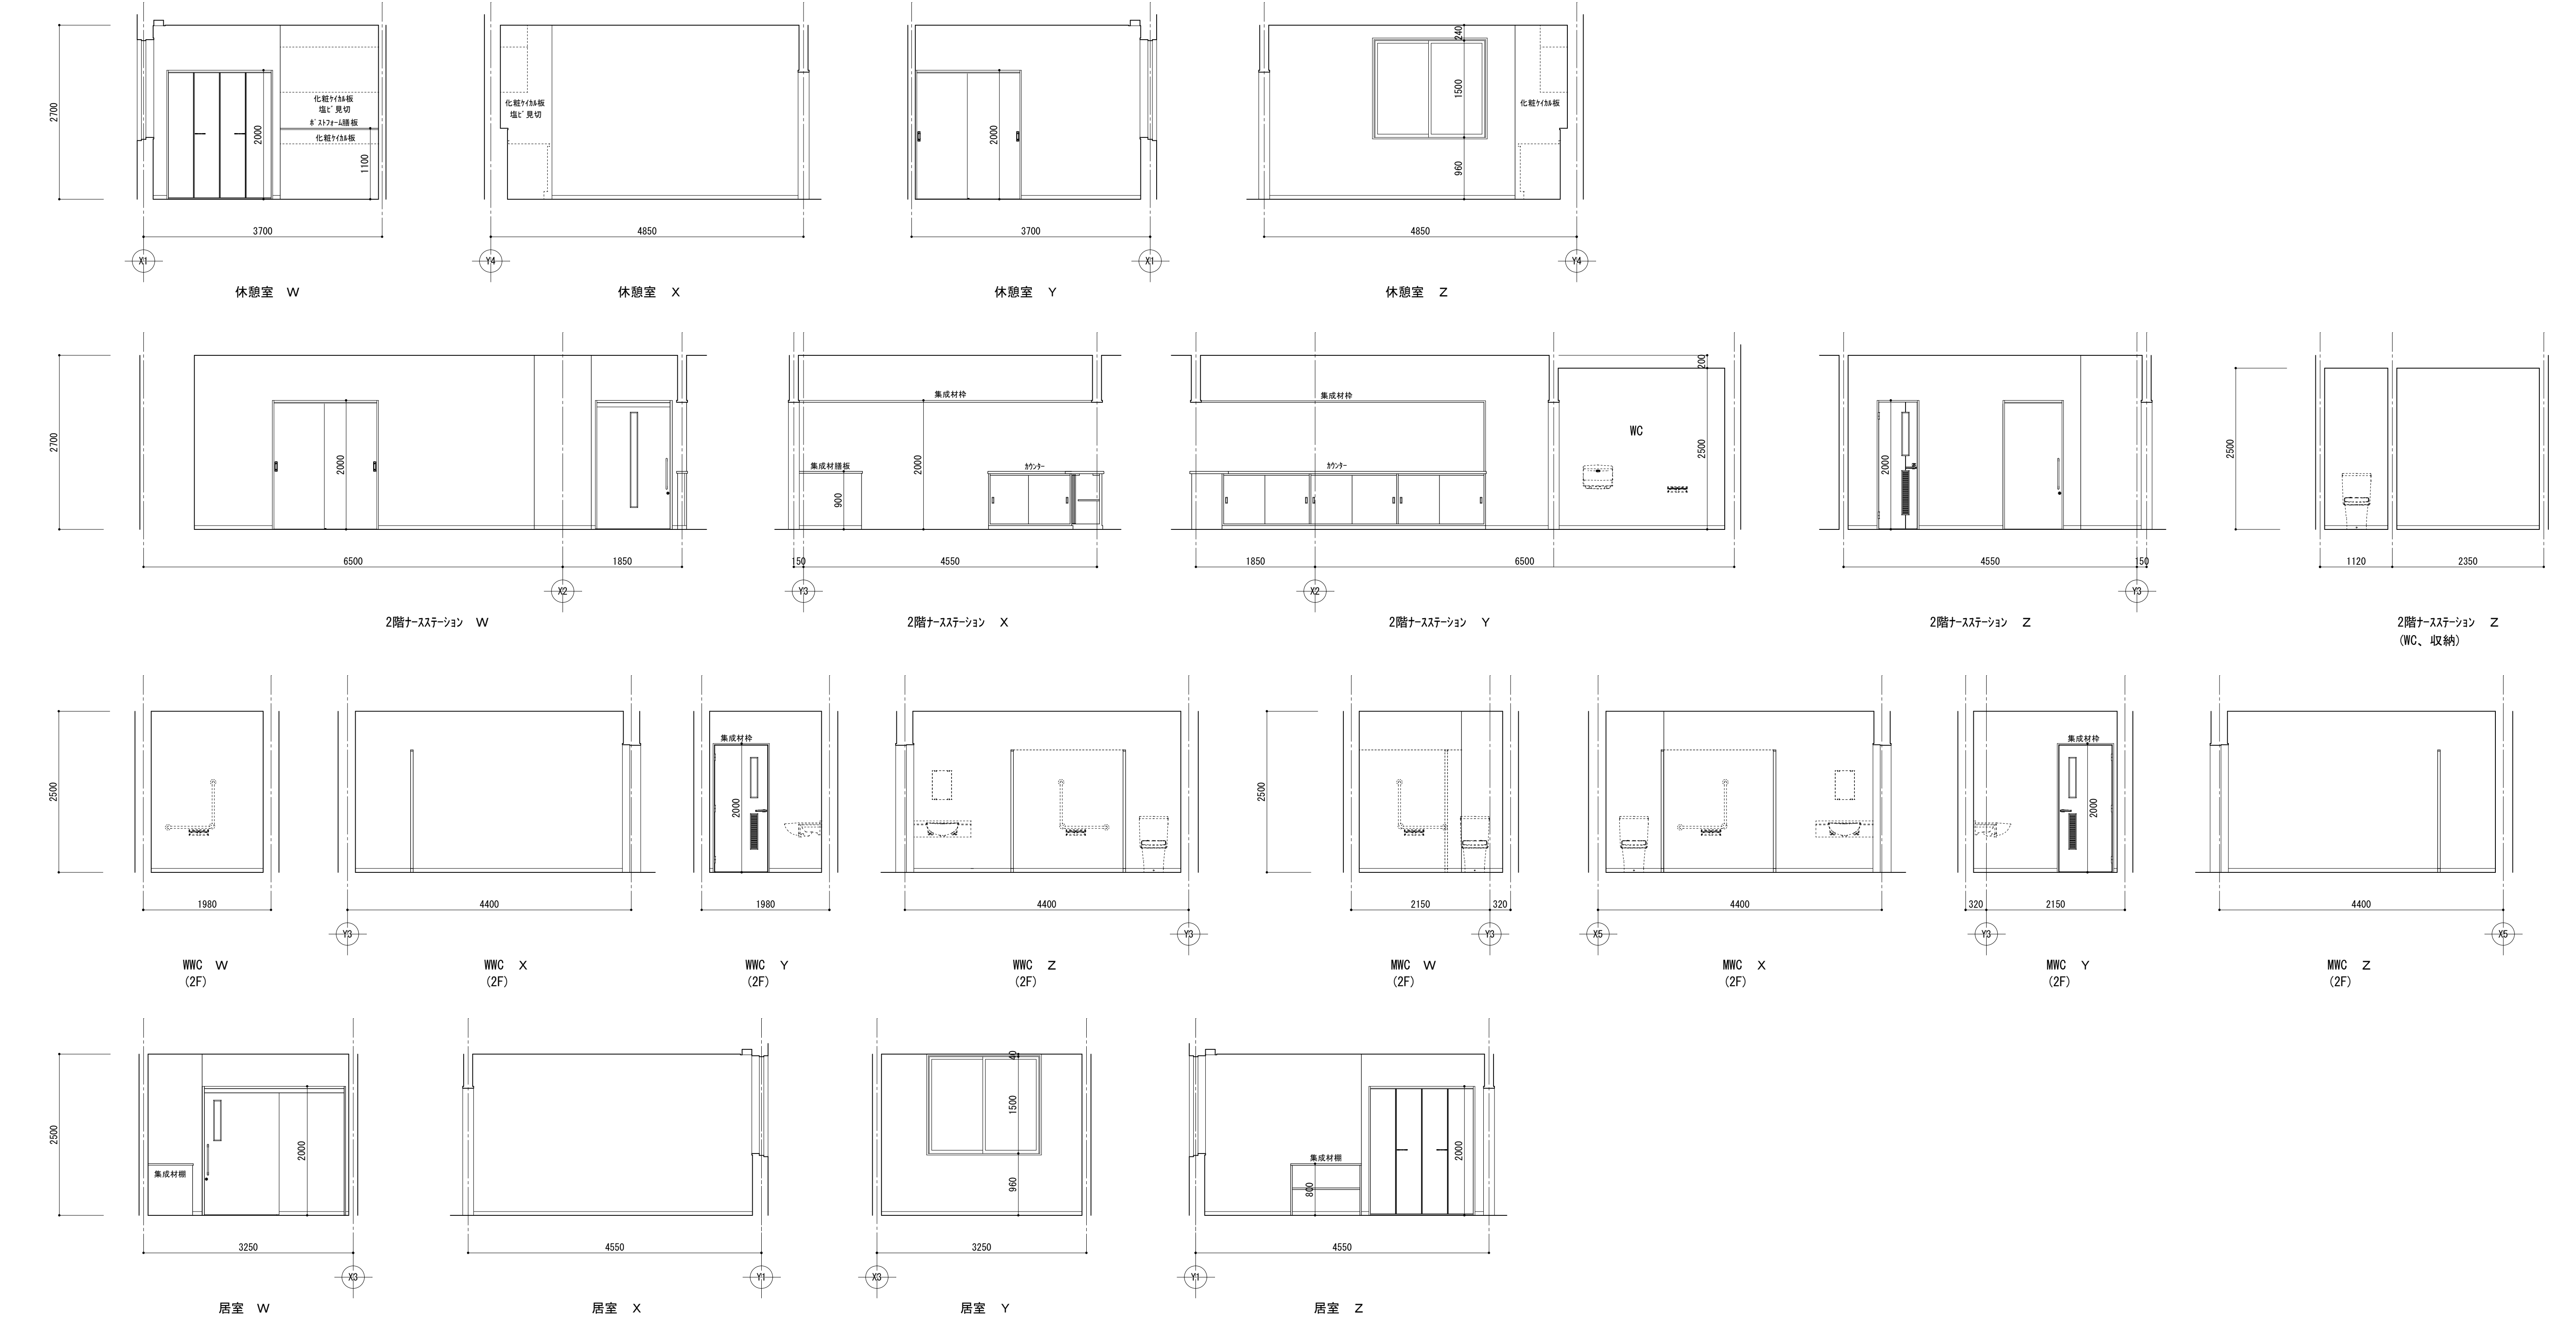 2700
化粧ｹｲｶﾙ板
塩ﾋﾞ見切
ﾎﾟｽﾄﾌｫｰﾑ膳板
化粧ｹｲｶﾙ板
2000
1100
3700
X1
休憩室 W
化粧ｹｲｶﾙ板
塩ﾋﾞ見切
4850
Y4
休憩室 X
2000
3700
X1
休憩室 Y
240
1500
960
化粧ｹｲｶﾙ板
4850
Y4
休憩室 Z
2700
2000
6500
1850
X2
2階ﾅｰｽｽﾃｰｼｮﾝ W
集成材枠
集成材膳板
900
2000
ｶｳﾝﾀｰ
150
4550
Y3
2階ﾅｰｽｽﾃｰｼｮﾝ X
集成材枠
ｶｳﾝﾀｰ
WC
200
2500
1850
6500
X2
2階ﾅｰｽｽﾃｰｼｮﾝ Y
2000
4550
150
Y3
2階ﾅｰｽｽﾃｰｼｮﾝ Z
2500
1120
2350
2階ﾅｰｽｽﾃｰｼｮﾝ Z
(WC、収納)
2500
1980
WWC W
(2F)
4400
Y3
WWC X
(2F)
集成材枠
2000
1980
WWC Y
(2F)
4400
Y3
WWC Z
(2F)
2500
2150
320
Y3
MWC W
(2F)
4400
X5
MWC X
(2F)
集成材枠
2000
320
2150
Y3
MWC Y
(2F)
4400
X5
MWC Z
(2F)
2500
集成材棚
2000
3250
X3
居室 W
4550
Y1
居室 X
40
1500
960
3250
X3
居室 Y
集成材棚
800
2000
4550
Y1
居室 Z